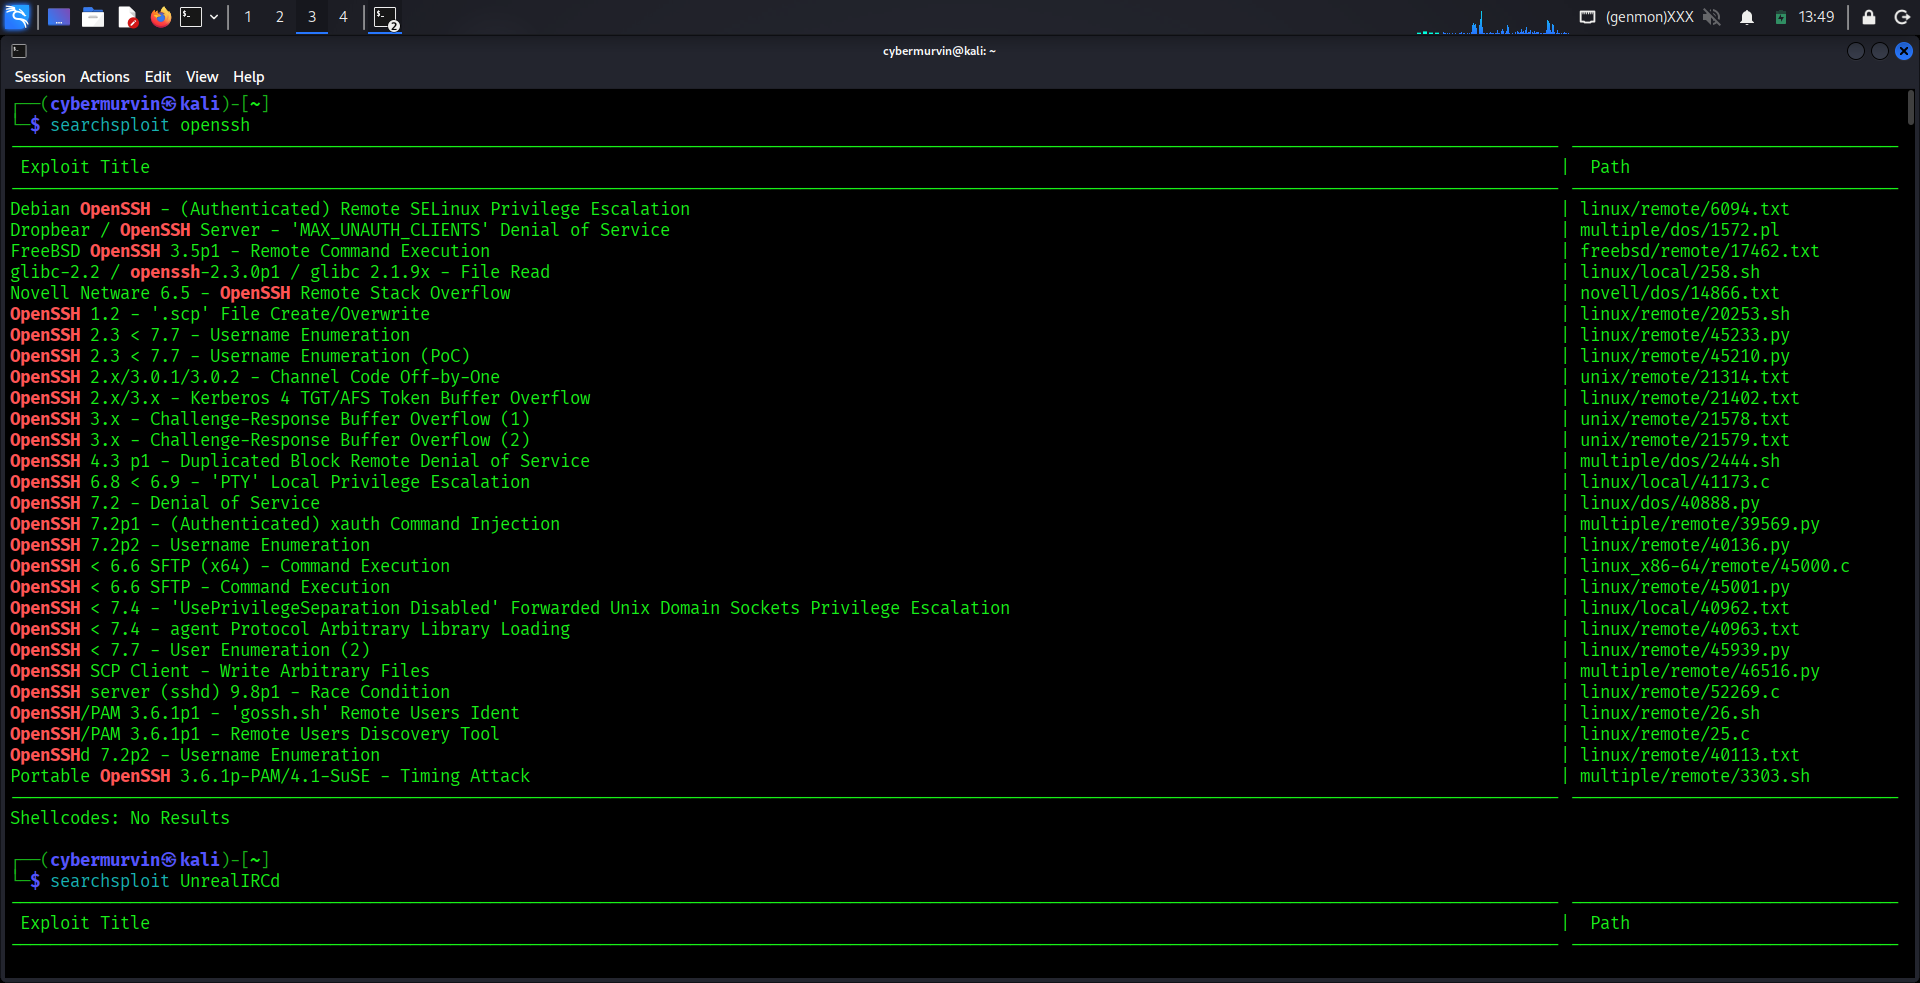 1 2 3 4 2 (genmon)XXX 13:49
cybermurvin@kali: ~
Session Actions Edit View Help
┌──(cybermurvin㉿kali)-[~]
└─$ searchsploit openssh
Exploit Title | Path
Debian OpenSSH - (Authenticated) Remote SELinux Privilege Escalation | linux/remote/6094.txt
Dropbear / OpenSSH Server - 'MAX_UNAUTH_CLIENTS' Denial of Service | multiple/dos/1572.pl
FreeBSD OpenSSH 3.5p1 - Remote Command Execution | freebsd/remote/17462.txt
glibc-2.2 / openssh-2.3.0p1 / glibc 2.1.9x - File Read | linux/local/258.sh
Novell Netware 6.5 - OpenSSH Remote Stack Overflow | novell/dos/14866.txt
OpenSSH 1.2 - '.scp' File Create/Overwrite | linux/remote/20253.sh
OpenSSH 2.3 < 7.7 - Username Enumeration | linux/remote/45233.py
OpenSSH 2.3 < 7.7 - Username Enumeration (PoC) | linux/remote/45210.py
OpenSSH 2.x/3.0.1/3.0.2 - Channel Code Off-by-One | unix/remote/21314.txt
OpenSSH 2.x/3.x - Kerberos 4 TGT/AFS Token Buffer Overflow | linux/remote/21402.txt
OpenSSH 3.x - Challenge-Response Buffer Overflow (1) | unix/remote/21578.txt
OpenSSH 3.x - Challenge-Response Buffer Overflow (2) | unix/remote/21579.txt
OpenSSH 4.3 p1 - Duplicated Block Remote Denial of Service | multiple/dos/2444.sh
OpenSSH 6.8 < 6.9 - 'PTY' Local Privilege Escalation | linux/local/41173.c
OpenSSH 7.2 - Denial of Service | linux/dos/40888.py
OpenSSH 7.2p1 - (Authenticated) xauth Command Injection | multiple/remote/39569.py
OpenSSH 7.2p2 - Username Enumeration | linux/remote/40136.py
OpenSSH < 6.6 SFTP (x64) - Command Execution | linux_x86-64/remote/45000.c
OpenSSH < 6.6 SFTP - Command Execution | linux/remote/45001.py
OpenSSH < 7.4 - 'UsePrivilegeSeparation Disabled' Forwarded Unix Domain Sockets Privilege Escalation | linux/local/40962.txt
OpenSSH < 7.4 - agent Protocol Arbitrary Library Loading | linux/remote/40963.txt
OpenSSH < 7.7 - User Enumeration (2) | linux/remote/45939.py
OpenSSH SCP Client - Write Arbitrary Files | multiple/remote/46516.py
OpenSSH server (sshd) 9.8p1 - Race Condition | linux/remote/52269.c
OpenSSH/PAM 3.6.1p1 - 'gossh.sh' Remote Users Ident | linux/remote/26.sh
OpenSSH/PAM 3.6.1p1 - Remote Users Discovery Tool | linux/remote/25.c
OpenSSHd 7.2p2 - Username Enumeration | linux/remote/40113.txt
Portable OpenSSH 3.6.1p-PAM/4.1-SuSE - Timing Attack | multiple/remote/3303.sh
Shellcodes: No Results
┌──(cybermurvin㉿kali)-[~]
└─$ searchsploit UnrealIRCd
Exploit Title | Path